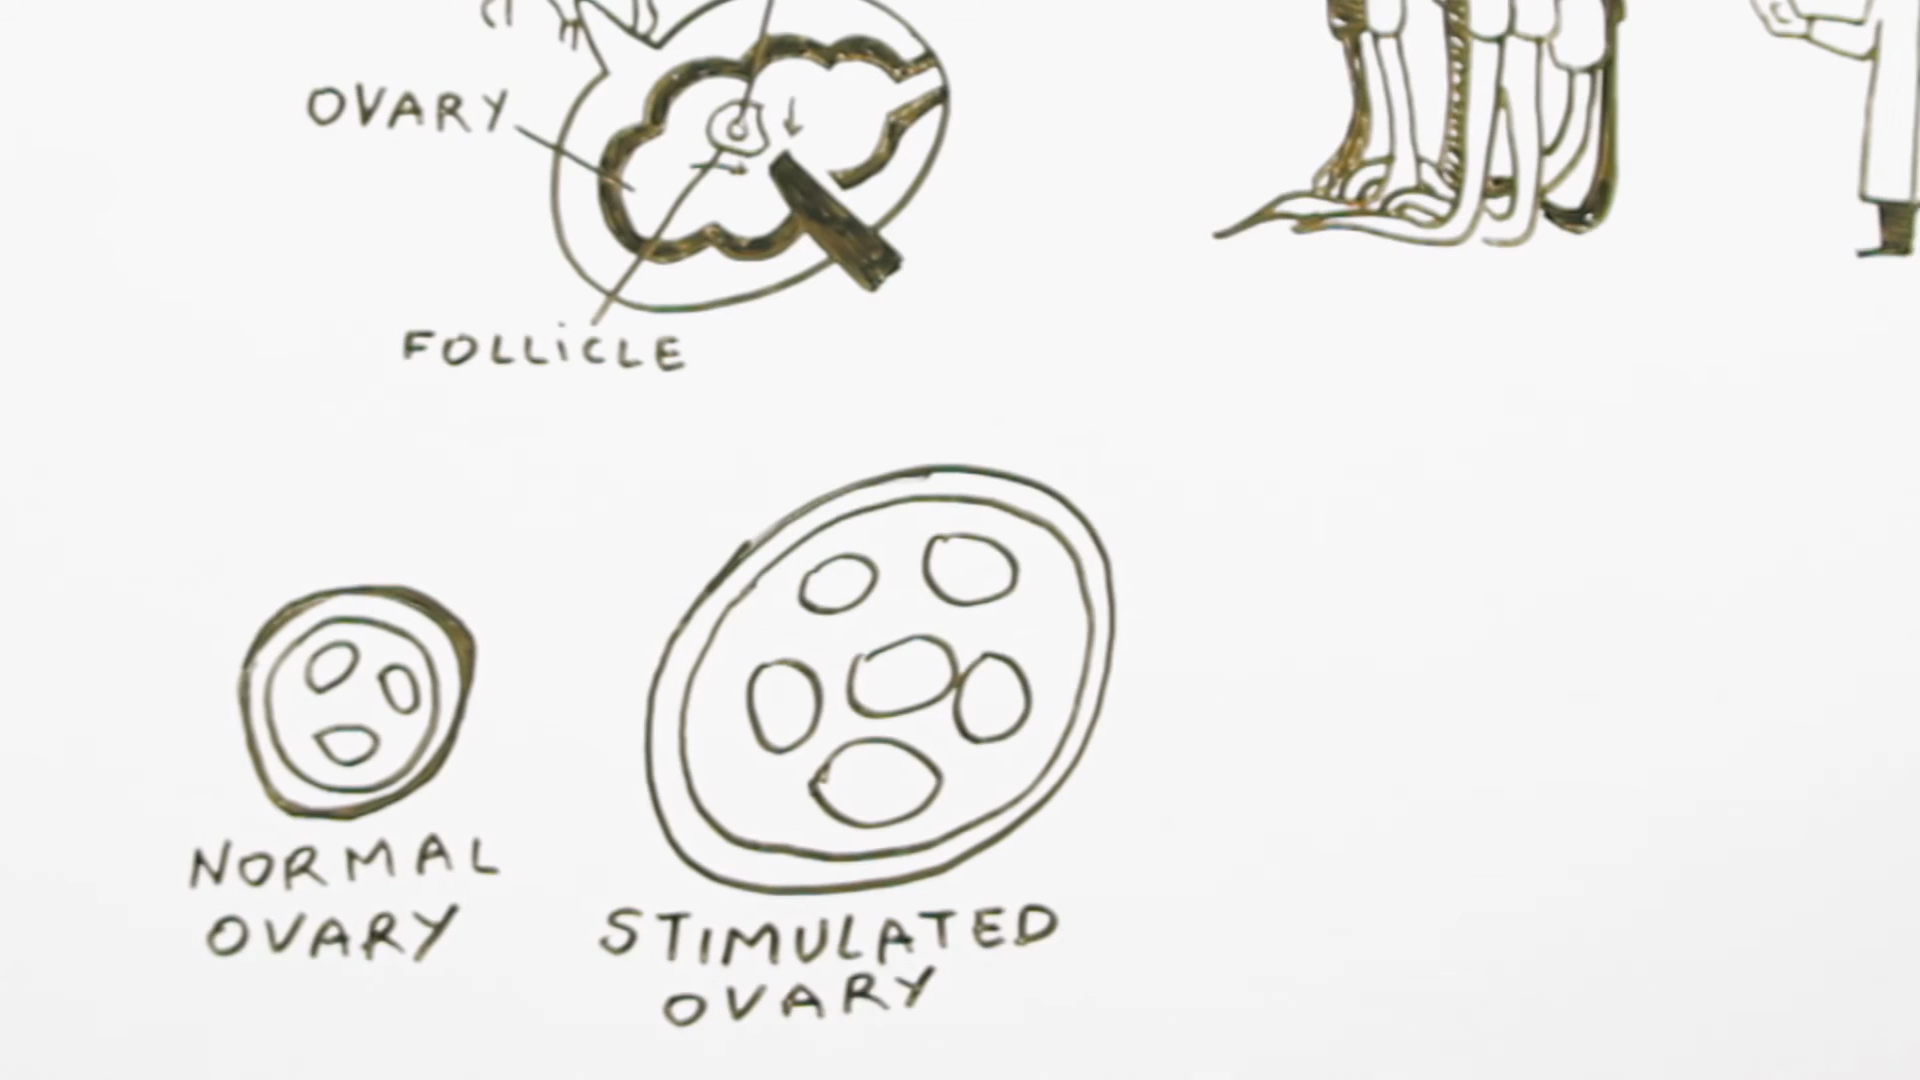 OVARY
FOLLiCLE
NORMAL
OVARY
STIMULATED
OVARY